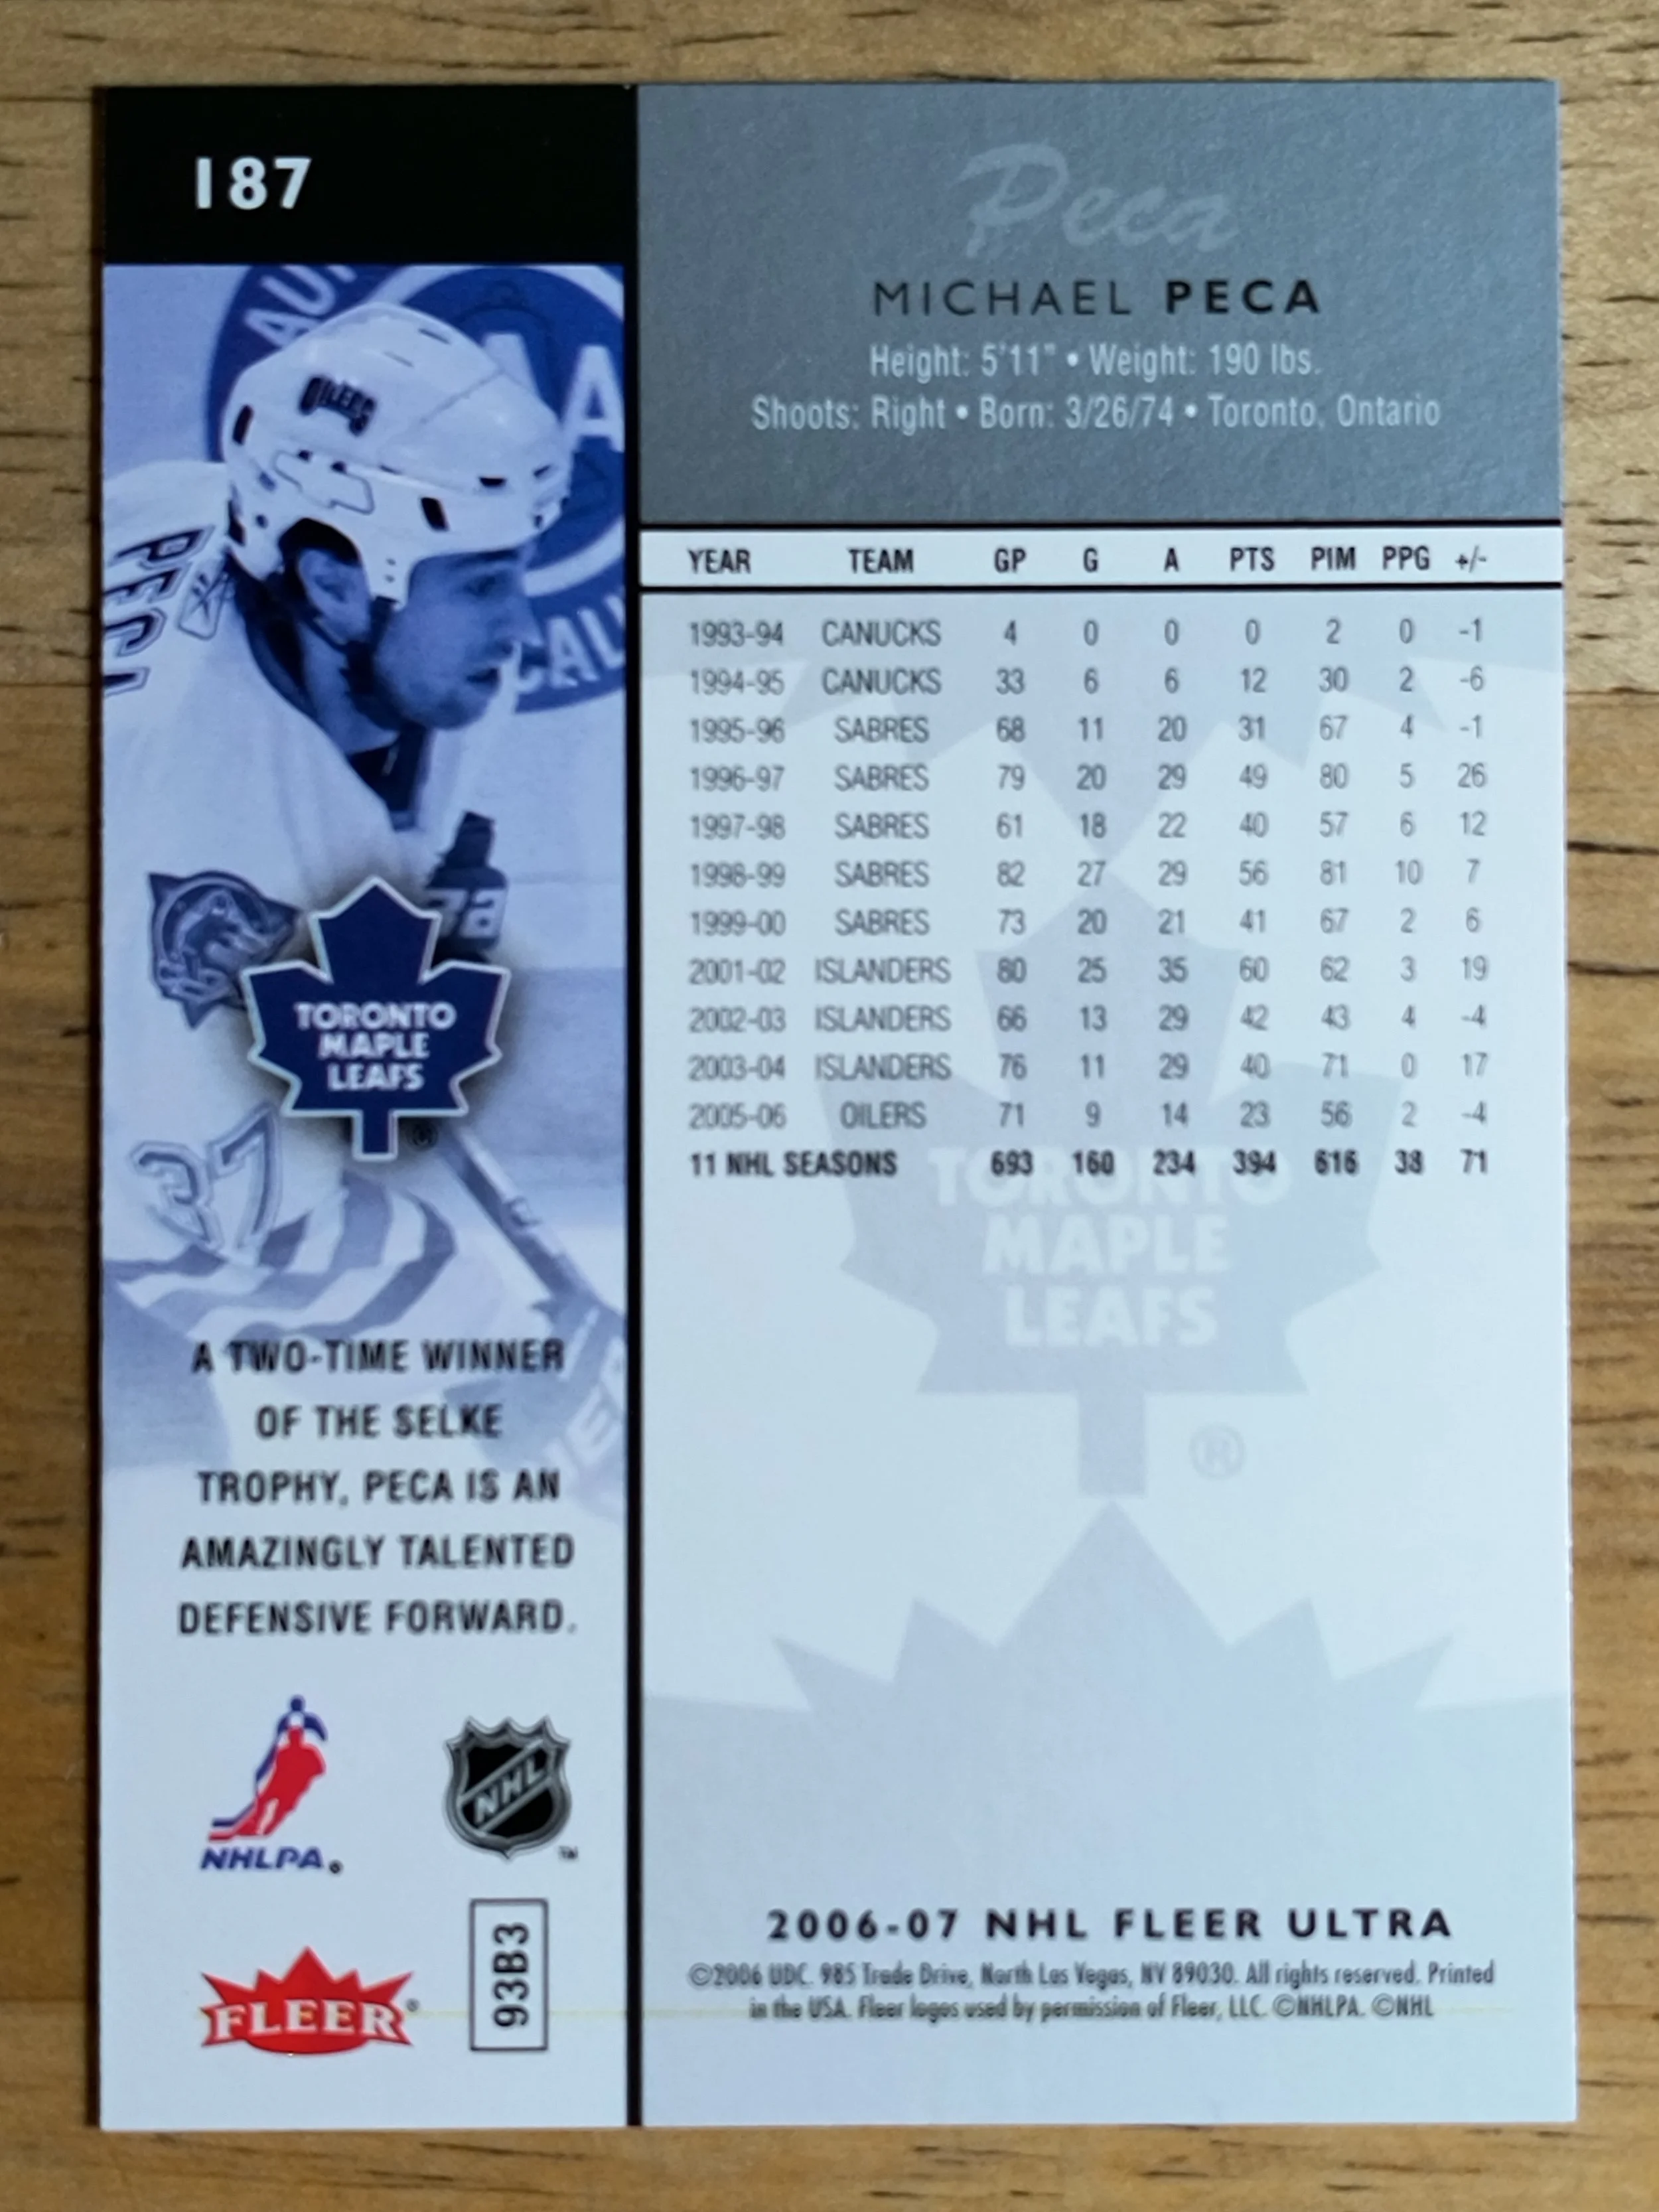 187
Peca
MICHAEL PECA
Height: 5'11" • Weight: 190 lbs.
Shoots: Right • Born: 3/26/74 • Toronto, Ontario
YEAR TEAM GP G A PTS PIM PPG +/-
1993-94 CANUCKS 4 0 0 0 2 0 -1
1994-95 CANUCKS 33 6 6 12 30 2 -6
1995-96 SABRES 68 11 20 31 67 4 -1
1996-97 SABRES 79 20 29 49 80 5 26
1997-98 SABRES 61 18 22 40 57 6 12
1998-99 SABRES 82 27 29 56 81 10 7
1999-00 SABRES 73 20 21 41 67 2 6
2001-02 ISLANDERS 80 25 35 60 62 3 19
2002-03 ISLANDERS 66 13 29 42 43 4 -4
2003-04 ISLANDERS 76 11 29 40 71 0 17
2005-06 OILERS 71 9 14 23 56 2 -4
11 NHL SEASONS 693 160 234 394 616 38 71
TORONTO
MAPLE
LEAFS
®
OILERS
PECA
TORONTO
MAPLE
LEAFS
©
37
A TWO-TIME WINNER
OF THE SELKE
TROPHY, PECA IS AN
AMAZINGLY TALENTED
DEFENSIVE FORWARD.
NHLPA®
NHL™
FLEER®
93B3
2006-07 NHL FLEER ULTRA
©2006 UDC. 985 Trade Drive, North Las Vegas, NV 89030. All rights reserved. Printed
in the USA. Fleer logos used by permission of Fleer, LLC. ©NHLPA. ©NHL